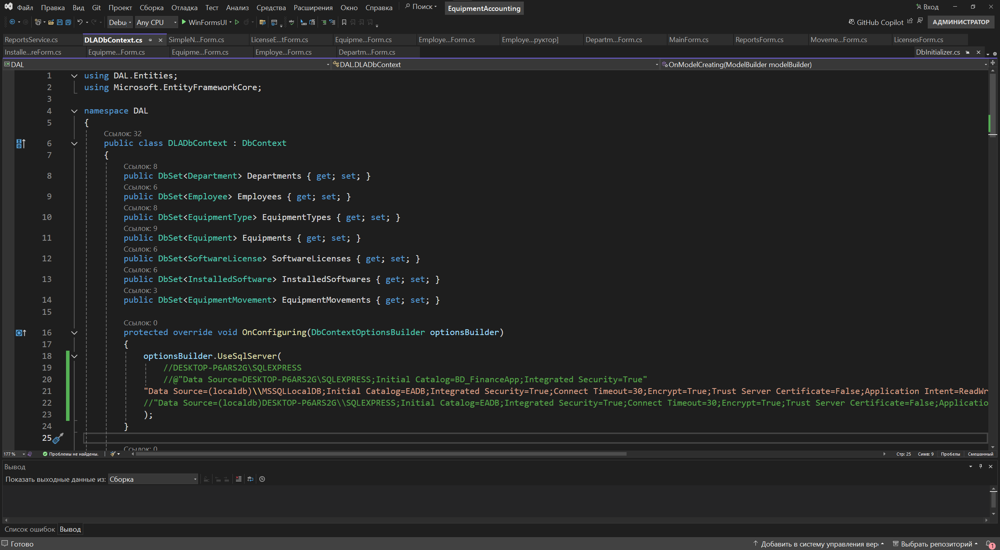 Файл Правка Вид Git Проект Сборка Отладка Тест Анализ Средства Расширения Окно Справка Поиск EquipmentAccounting Вход
Debu Any CPU WinFormsUI GitHub Copilot АДМИНИСТРАТОР
ReportsService.cs DLADbContext.cs SimpleN...Form.cs LicenseE...tForm.cs Equipme...Form.cs Employe...Form.cs Employe...руктор] Departm...Form.cs MainForm.cs ReportsForm.cs Moveme...Form.cs LicensesForm.cs
Installe...reForm.cs Equipme...Form.cs Equipme...Form.cs Employe...Form.cs Departm...Form.cs DbInitializer.cs
DAL DAL.DLADbContext OnModelCreating(ModelBuilder modelBuilder)
1 using DAL.Entities;
2 using Microsoft.EntityFrameworkCore;
3
4 namespace DAL
5 {
Ссылок: 32
6 public class DLADbContext : DbContext
7 {
Ссылок: 8
8 public DbSet<Department> Departments { get; set; }
Ссылок: 6
9 public DbSet<Employee> Employees { get; set; }
Ссылок: 8
10 public DbSet<EquipmentType> EquipmentTypes { get; set; }
Ссылок: 9
11 public DbSet<Equipment> Equipments { get; set; }
Ссылок: 6
12 public DbSet<SoftwareLicense> SoftwareLicenses { get; set; }
Ссылок: 6
13 public DbSet<InstalledSoftware> InstalledSoftwares { get; set; }
Ссылок: 3
14 public DbSet<EquipmentMovement> EquipmentMovements { get; set; }
15
Ссылок: 0
16 protected override void OnConfiguring(DbContextOptionsBuilder optionsBuilder)
17 {
18 optionsBuilder.UseSqlServer(
19 //DESKTOP-P6ARS2G\SQLEXPRESS
20 //@"Data Source=DESKTOP-P6ARS2G\SQLEXPRESS;Initial Catalog=BD_FinanceApp;Integrated Security=True"
21 "Data Source=(localdb)\\MSSQLLocalDB;Initial Catalog=EADB;Integrated Security=True;Connect Timeout=30;Encrypt=True;Trust Server Certificate=False;Application Intent=ReadWr
22 //"Data Source=(localdb)DESKTOP-P6ARS2G\\SQLEXPRESS;Initial Catalog=EADB;Integrated Security=True;Connect Timeout=30;Encrypt=True;Trust Server Certificate=False;Applicatio
23 );
24 }
25
Ссылок: 0
177 % Проблемы не найдены. Стр: 25 Симв: 9 Пробелы Смешанный
Вывод
Показать выходные данные из: Сборка
Список ошибок Вывод
Готово Добавить в систему управления вер Выбрать репозиторий 1